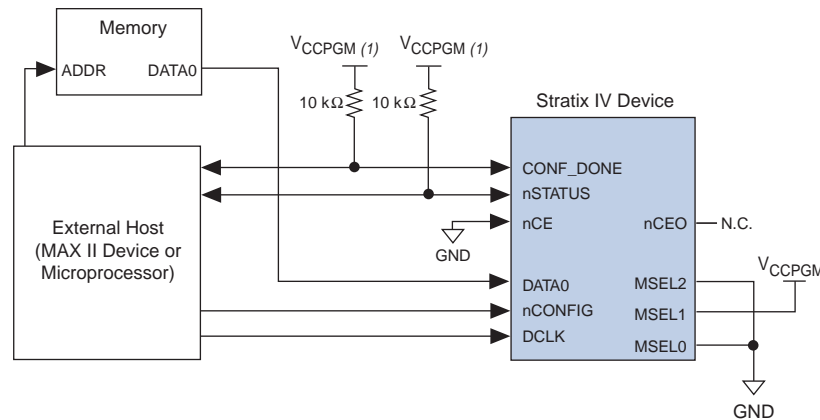 Memory
ADDR
DATA0
VCCPGM (1)
VCCPGM (1)
10 kΩ
10 kΩ
Stratix IV Device
External Host
(MAX II Device or
Microprocessor)
CONF_DONE
nSTATUS
nCE
GND
DATA0
nCONFIG
DCLK
nCEO
N.C.
MSEL2
MSEL1
MSEL0
VCCPGM
GND